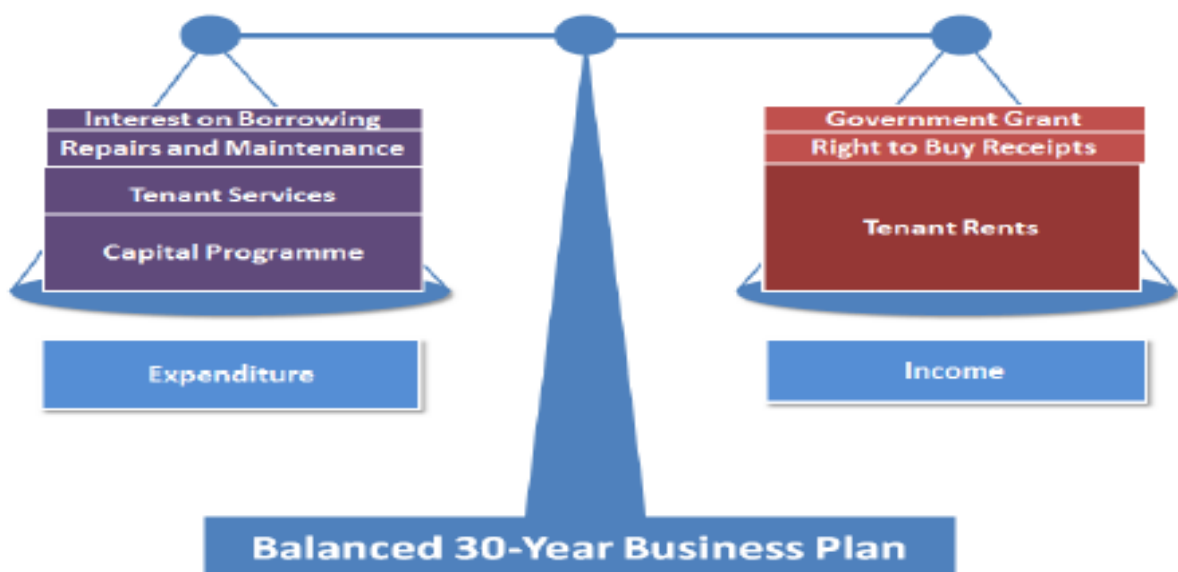 Interest on Borrowing
Repairs and Maintenance
Tenant Services
Capital Programme
Expenditure
Government Grant
Right to Buy Receipts
Tenant Rents
Income
Balanced 30-Year Business Plan